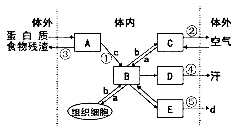 体外 体内 体外
蛋白质 A C ② 空气
食物残渣 ③ ① c b a
B D ④ 汗
b a
组织细胞 E ⑤ d